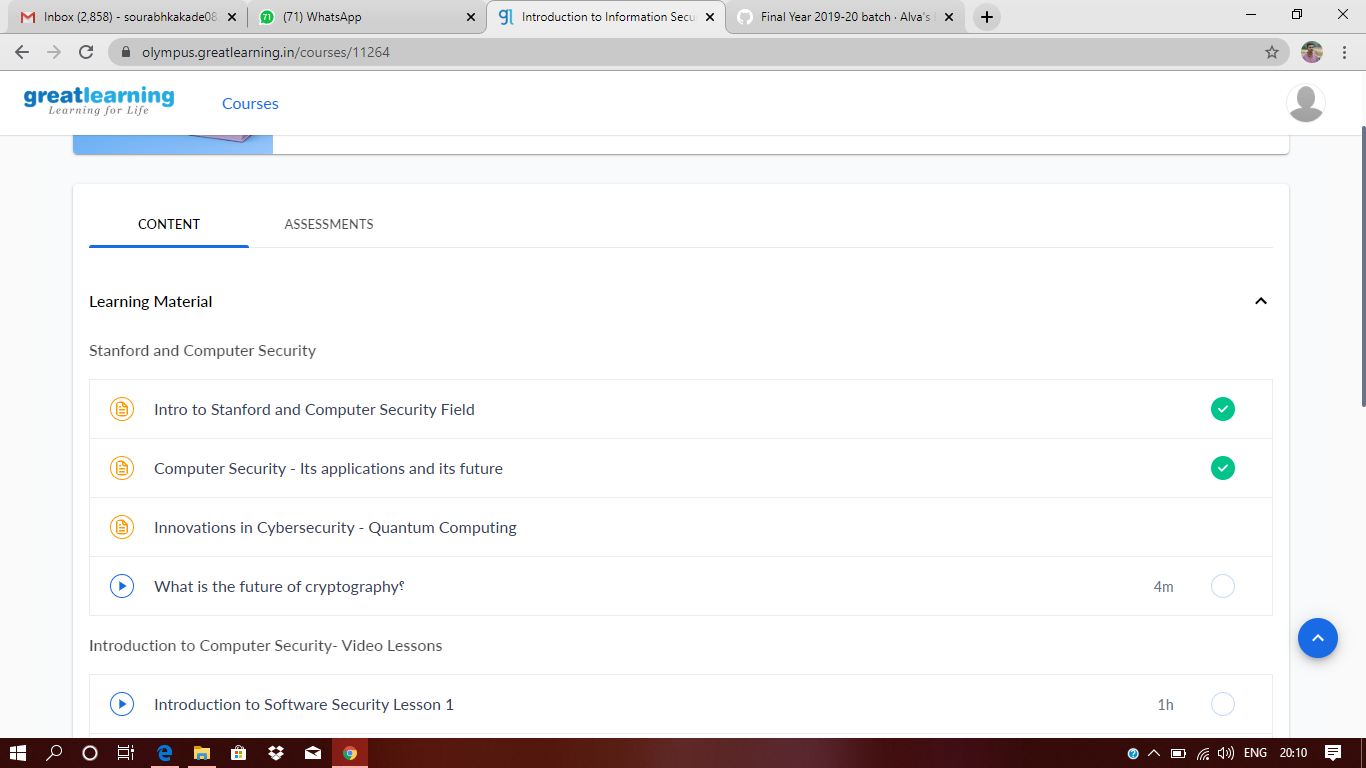 Inbox (2,858) - sourabhkakade08
(71) WhatsApp
Introduction to Information Secu
Final Year 2019-20 batch · Alva's
olympus.greatlearning.in/courses/11264
greatlearning
Learning for Life
Courses
CONTENT
ASSESSMENTS
Learning Material
Stanford and Computer Security
Intro to Stanford and Computer Security Field
Computer Security - Its applications and its future
Innovations in Cybersecurity - Quantum Computing
What is the future of cryptography؟
4m
Introduction to Computer Security- Video Lessons
Introduction to Software Security Lesson 1
1h
ENG
20:10